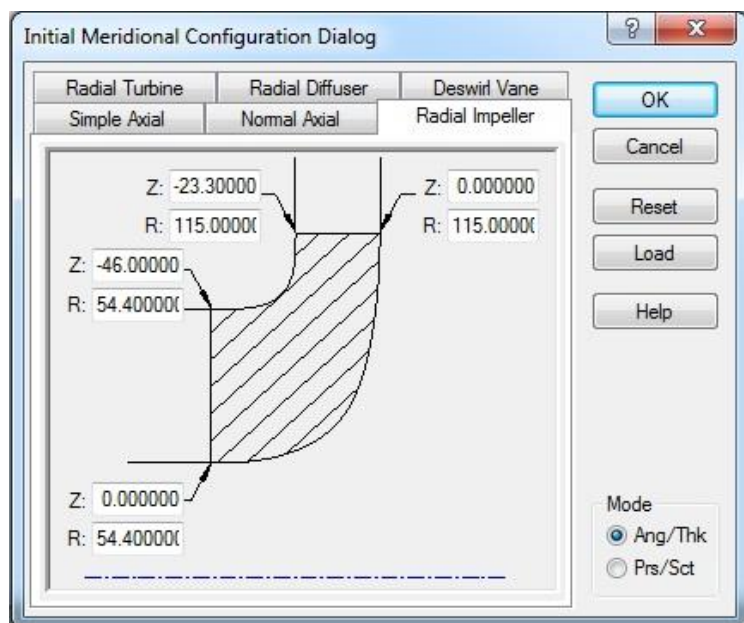 Initial Meridional Configuration Dialog
Radial Turbine Radial Diffuser Deswirl Vane
Simple Axial Normal Axial Radial Impeller
Z: -23.30000 Z: 0.000000
R: 115.0000( R: 115.0000(
Z: -46.00000
R: 54.40000(
Z: 0.000000
R: 54.40000(
OK
Cancel
Reset
Load
Help
Mode
Ang/Thk
Prs/Sct